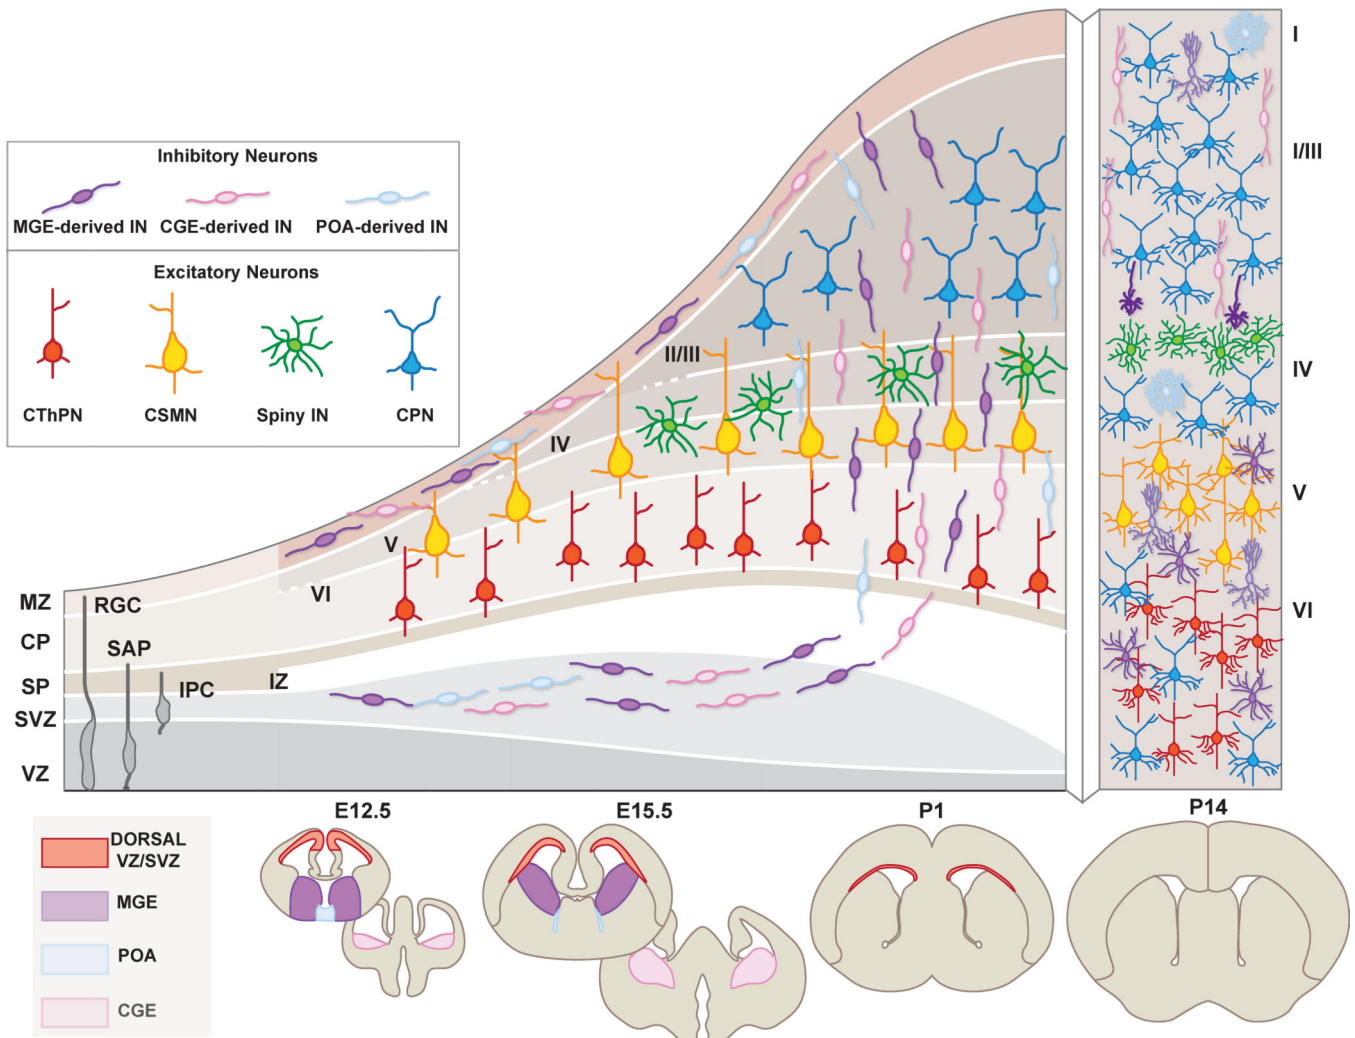 Inhibitory Neurons
MGE-derived IN CGE-derived IN POA-derived IN
Excitatory Neurons
CThPN CSMN Spiny IN CPN
MZ
CP
SP
SVZ
VZ
RGC
SAP
IPC
IZ
VI
V
IV
II/III
I
I/III
IV
V
VI
E12.5 E15.5 P1 P14
DORSAL
VZ/SVZ
MGE
POA
CGE